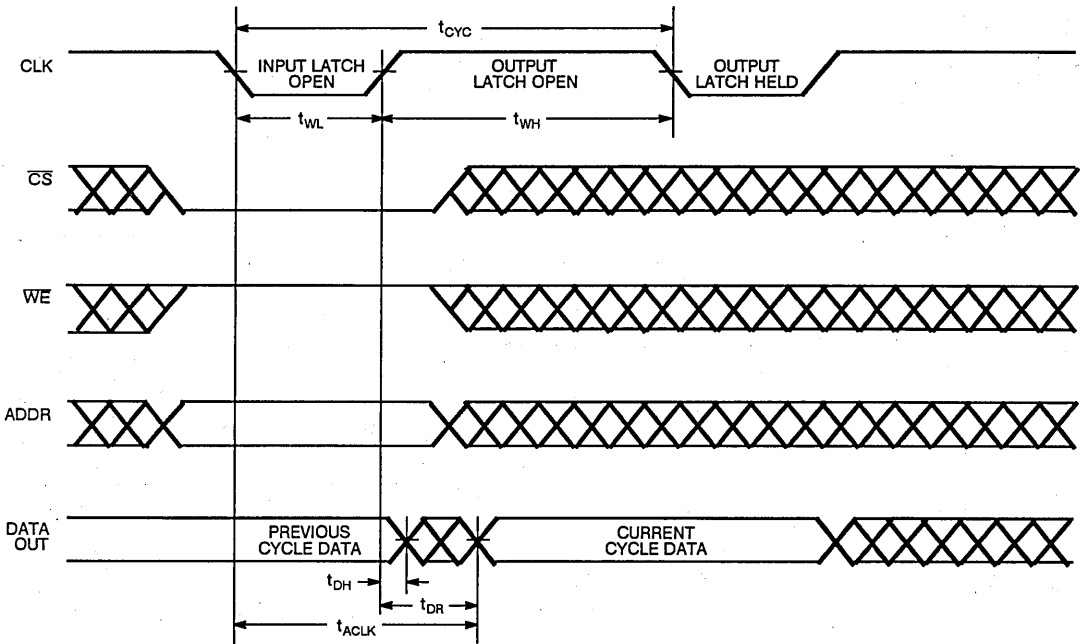 tCYC
CLK
INPUT LATCH
OPEN
OUTPUT
LATCH OPEN
OUTPUT
LATCH HELD
tWL
tWH
CS
WE
ADDR
DATA
OUT
PREVIOUS
CYCLE DATA
CURRENT
CYCLE DATA
tDH
tDR
tACLK